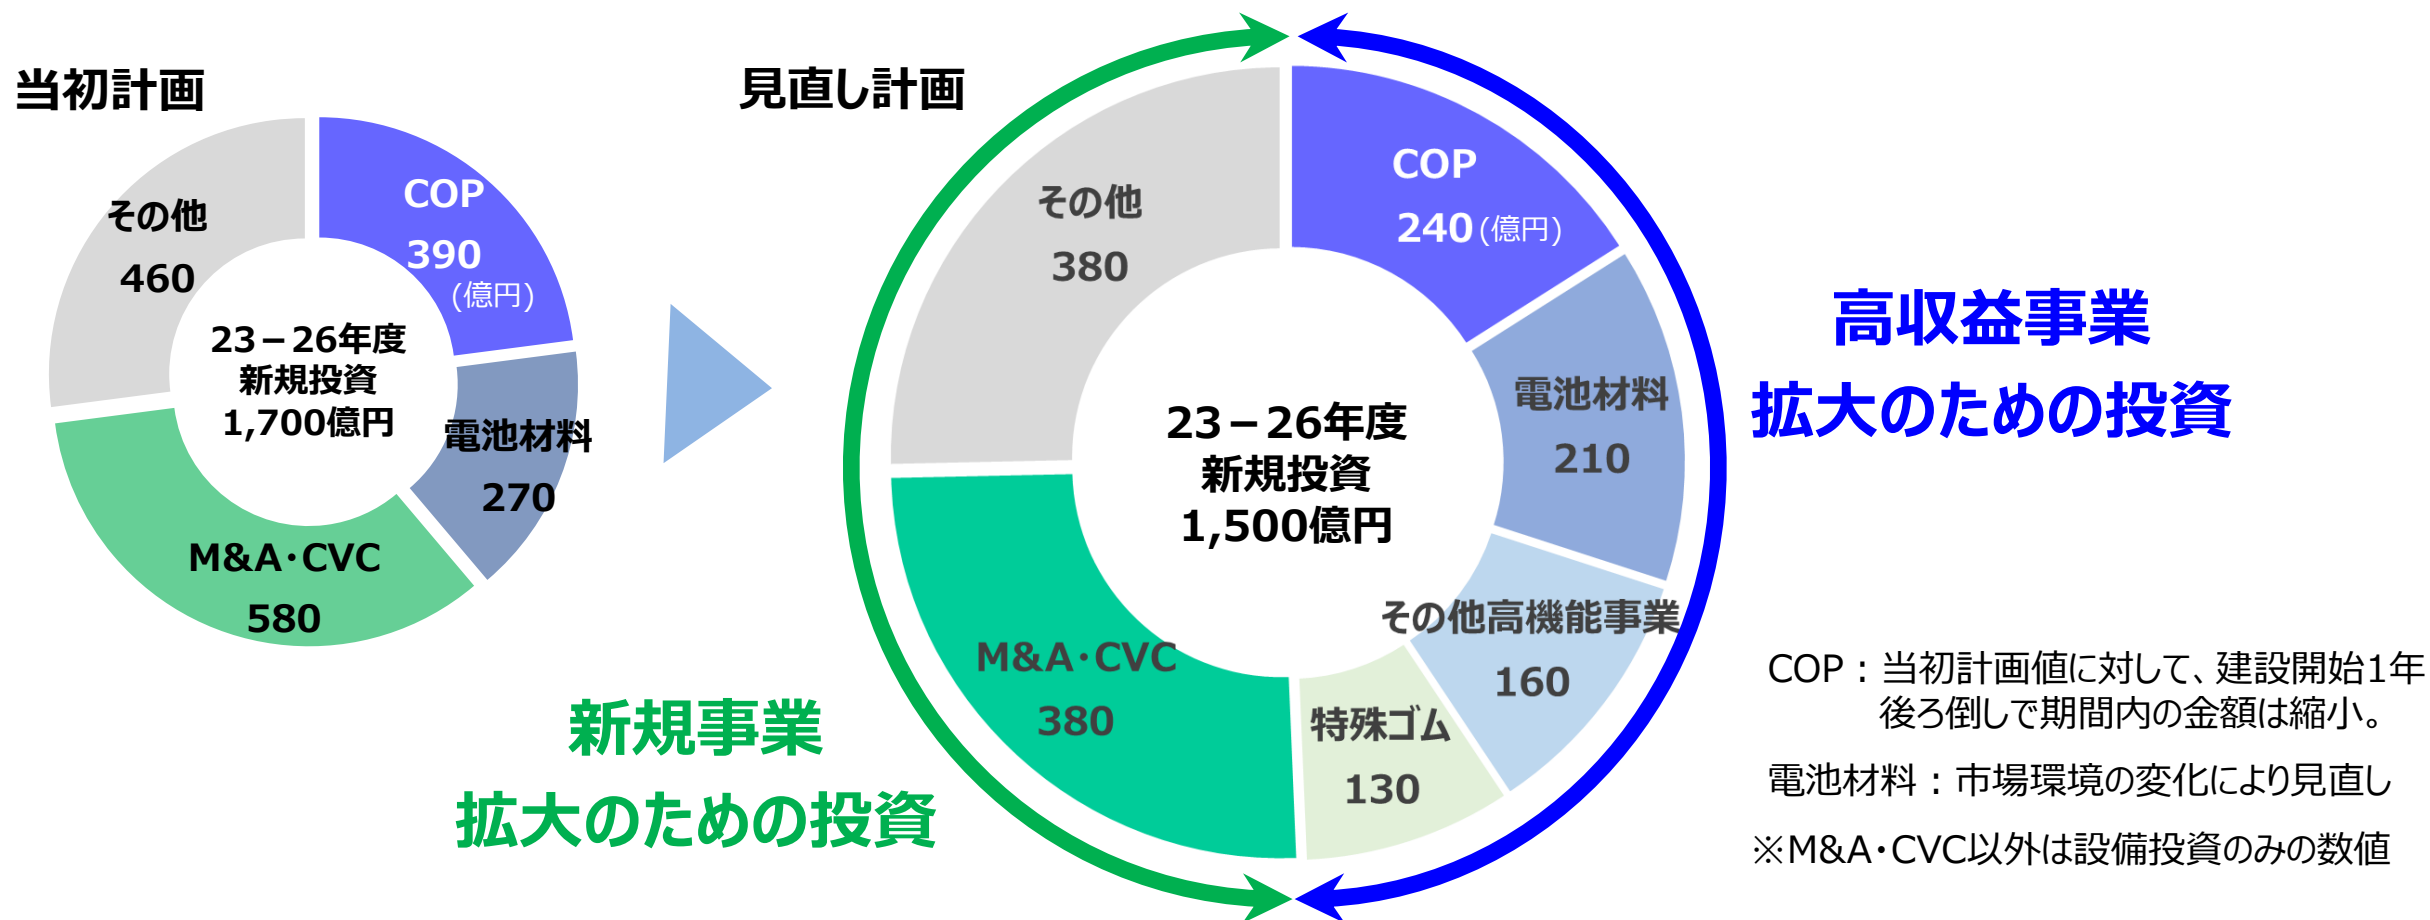 当初計画
COP
390
(億円)
電池材料
270
M&A・CVC
580
その他
460
23－26年度
新規投資
1,700億円
見直し計画
COP
240(億円)
電池材料
210
その他高機能事業
160
特殊ゴム
130
M&A・CVC
380
その他
380
23－26年度
新規投資
1,500億円
高収益事業
拡大のための投資
新規事業
拡大のための投資
COP：当初計画値に対して、建設開始1年
後ろ倒しで期間内の金額は縮小。
電池材料：市場環境の変化により見直し
※M&A・CVC以外は設備投資のみの数値